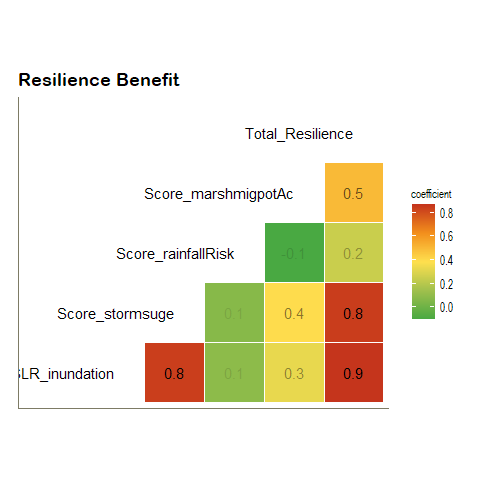 Resilience Benefit
Total_Resilience
Score_marshmigpotAc 0.5
Score_rainfallRisk -0.1 0.2
Score_stormsuge 0.1 0.4 0.8
SLR_inundation 0.8 0.1 0.3 0.9
coefficient
0.8
0.6
0.4
0.2
0.0